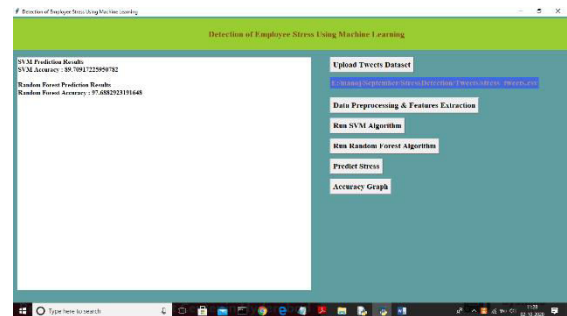 Detection of Employee Stress Using Machine Learning
Detection of Employee Stress Using Machine Learning
SVM Prediction Results
SVM Accuracy : 89.70917225950782
Random Forest Prediction Results
Random Forest Accuracy : 97.6882923191648
Upload Tweets Dataset
Data Preprocessing & Features Extraction
Run SVM Algorithm
Run Random Forest Algorithm
Predict Stress
Accuracy Graph
Type here to search